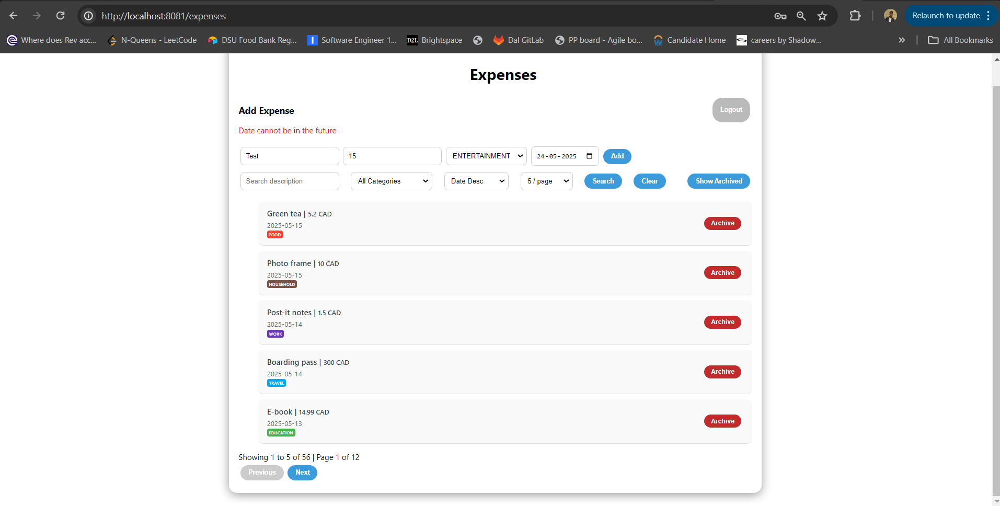 http://localhost:8081/expenses
Relaunch to update
Where does Rev acc...
N-Queens - LeetCode
DSU Food Bank Reg...
Software Engineer 1...
D2L
Brightspace
Dal GitLab
PP board - Agile bo...
Candidate Home
careers by Shadow...
All Bookmarks
Expenses
Add Expense
Logout
Date cannot be in the future
Test
15
ENTERTAINMENT
24-05-2025
Add
Search description
All Categories
Date Desc
5 / page
Search
Clear
Show Archived
Green tea | 5.2 CAD
2025-05-15
FOOD
Archive
Photo frame | 10 CAD
2025-05-15
HOUSEHOLD
Archive
Post-it notes | 1.5 CAD
2025-05-14
WORK
Archive
Boarding pass | 300 CAD
2025-05-14
TRAVEL
Archive
E-book | 14.99 CAD
2025-05-13
EDUCATION
Archive
Showing 1 to 5 of 56 | Page 1 of 12
Previous
Next